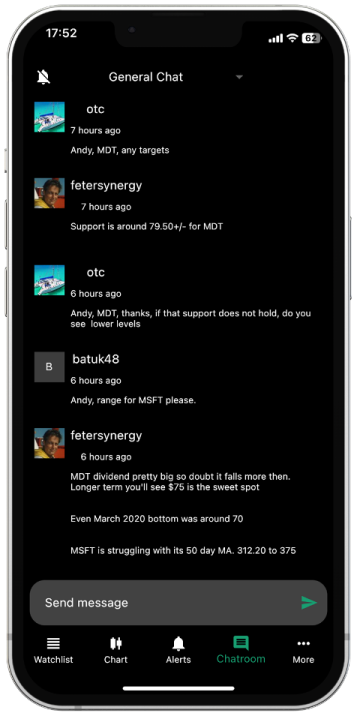 17:52
62
General Chat
otc
7 hours ago
Andy, MDT, any targets
fetersynergy
7 hours ago
Support is around 79.50+/- for MDT
otc
6 hours ago
Andy, MDT, thanks, if that support does not hold, do you
see lower levels
B
batuk48
6 hours ago
Andy, range for MSFT please.
fetersynergy
6 hours ago
MDT dividend pretty big so doubt it falls more then.
Longer term you'll see $75 is the sweet spot
Even March 2020 bottom was around 70
MSFT is struggling with its 50 day MA. 312.20 to 375
Send message
Watchlist
Chart
Alerts
Chatroom
More